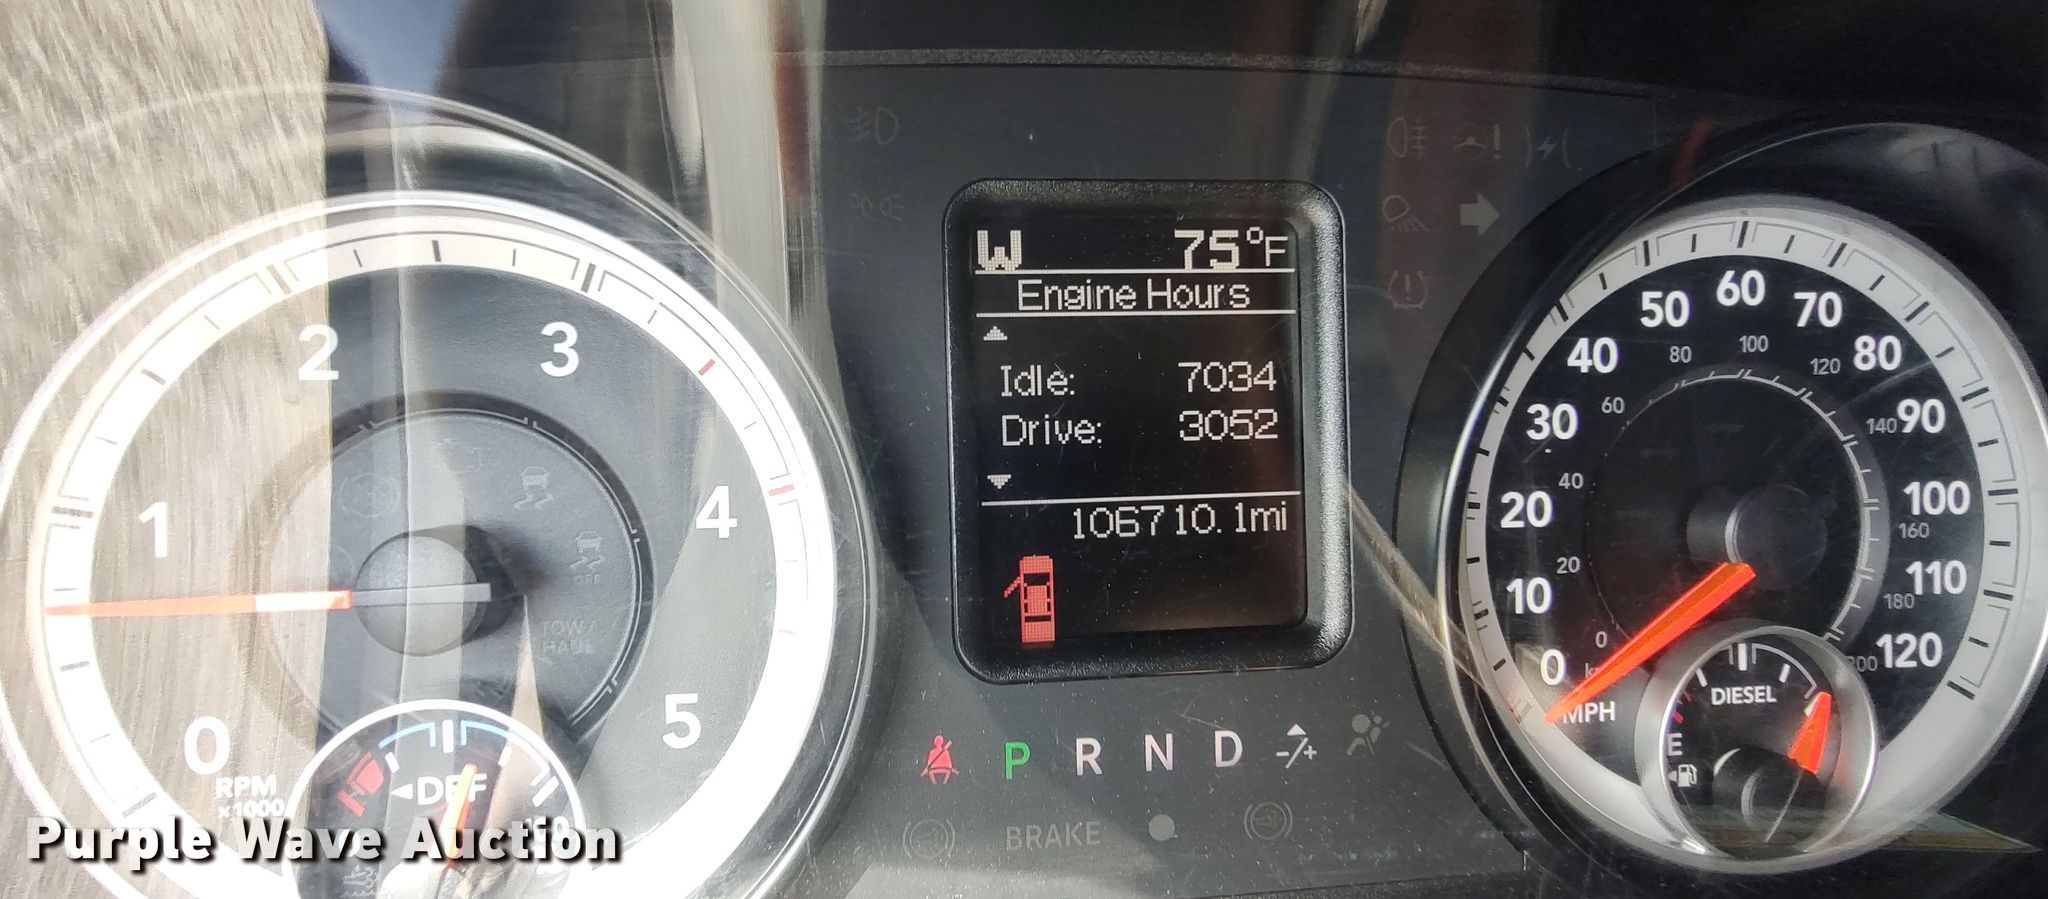 W 75°F
Engine Hours
Idle: 7034
Drive: 3052
106710.1mi
P R N D -/+
BRAKE
0 1 2 3 4 5
RPM
x1000
TOW/
HAUL
OFF
DEF
0 10 20 30 40 50 60 70 80 90 100 110 120
MPH
0 20 40 60 80 100 120 140 160 180 200
DIESEL
E
Purple Wave Auction